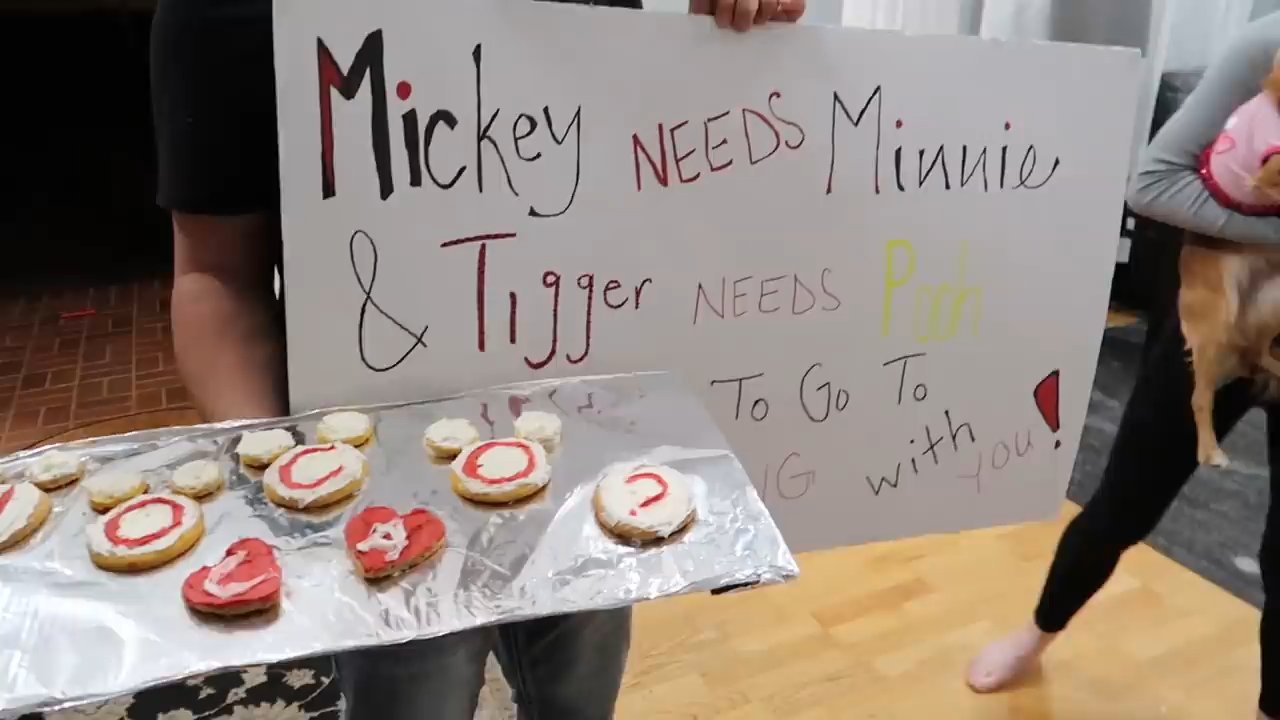 Mickey NEEDS Minnie
& Tigger NEEDS Pooh
To Go To
with you!
O C O ?
A